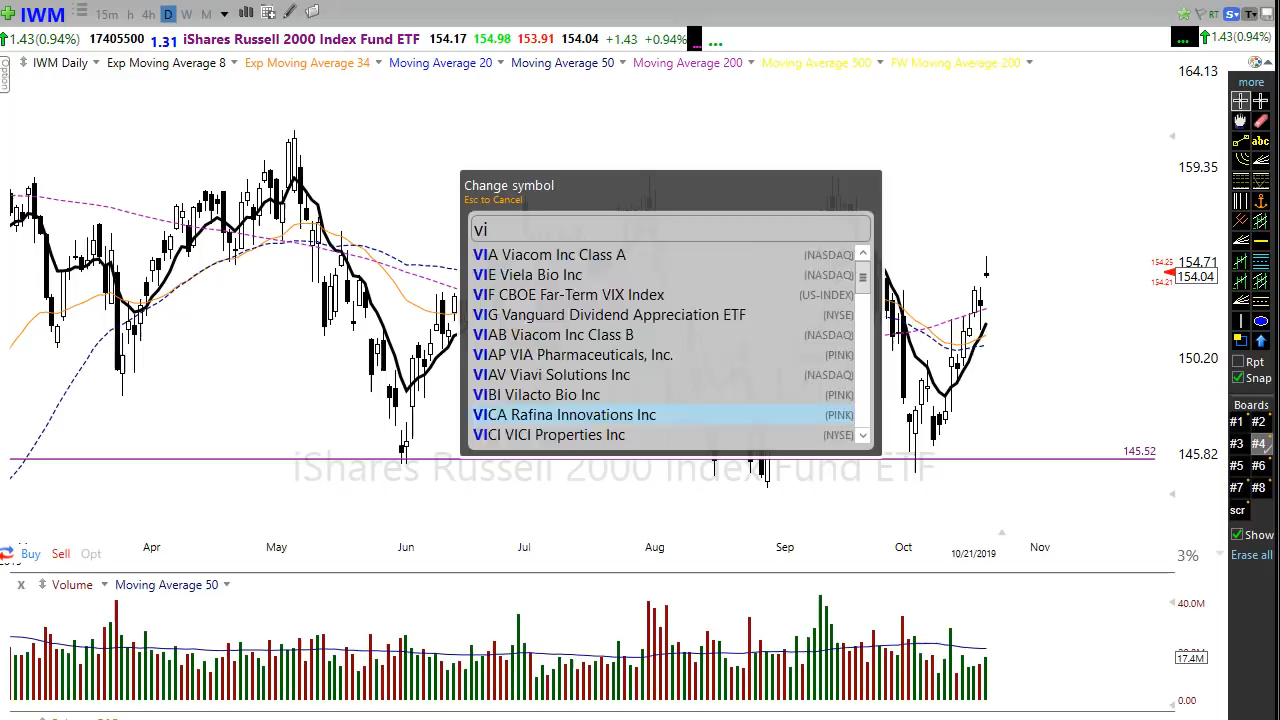 IWM 15m h 4h D W M RT S T
1.43(0.94%) 17405500 1.31 iShares Russell 2000 Index Fund ETF 154.17 154.98 153.91 154.04 +1.43 +0.94% ... ... ... 1.43(0.94%)
Option
IWM Daily Exp Moving Average 8 Exp Moving Average 34 Moving Average 20 Moving Average 50 Moving Average 200 Moving Average 500 FW Moving Average 200
164.13
more
abc
159.35
Change symbol
Esc to Cancel
vi
VIA Viacom Inc Class A (NASDAQ)
VIE Viela Bio Inc (NASDAQ)
VIF CBOE Far-Term VIX Index (US-INDEX)
VIG Vanguard Dividend Appreciation ETF (NYSE)
VIAB Viacom Inc Class B (NASDAQ)
VIAP VIA Pharmaceuticals, Inc. (PINK)
VIAV Viavi Solutions Inc (NASDAQ)
VIBI Vilacto Bio Inc (PINK)
VICA Rafina Innovations Inc (PINK)
VICI VICI Properties Inc (NYSE)
154.71
154.25
154.04
154.21
150.20
Rpt
Snap
Boards
#1 #2
#3 #4
#5 #6
#7 #8
scr
Show
Erase all
145.52
145.82
iShares Russell 2000 Index Fund ETF
Apr May Jun Jul Aug Sep Oct 10/21/2019 Nov
Buy Sell Opt
3%
x Volume Moving Average 50
40.0M
17.4M
0.00